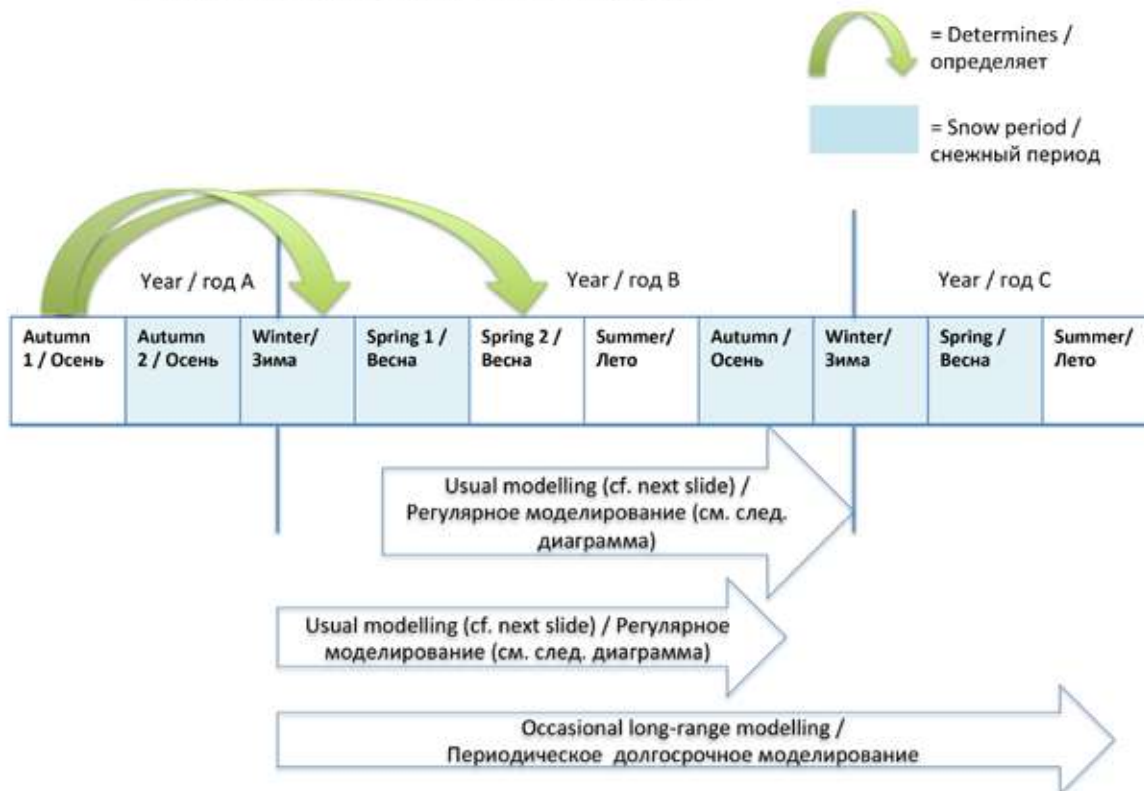 = Determines /
определяет
= Snow period /
снежный период
Year / год A
Year / год B
Year / год C
Autumn
1 / Осень
Autumn
2 / Осень
Winter/
Зима
Spring 1 /
Весна
Spring 2 /
Весна
Summer/
Лето
Autumn /
Осень
Winter/
Зима
Spring /
Весна
Summer/
Лето
Usual modelling (cf. next slide) /
Регулярное моделирование (см. след.
диаграмма)
Usual modelling (cf. next slide) / Регулярное
моделирование (см. след. диаграмма)
Occasional long-range modelling /
Периодическое долгосрочное моделирование